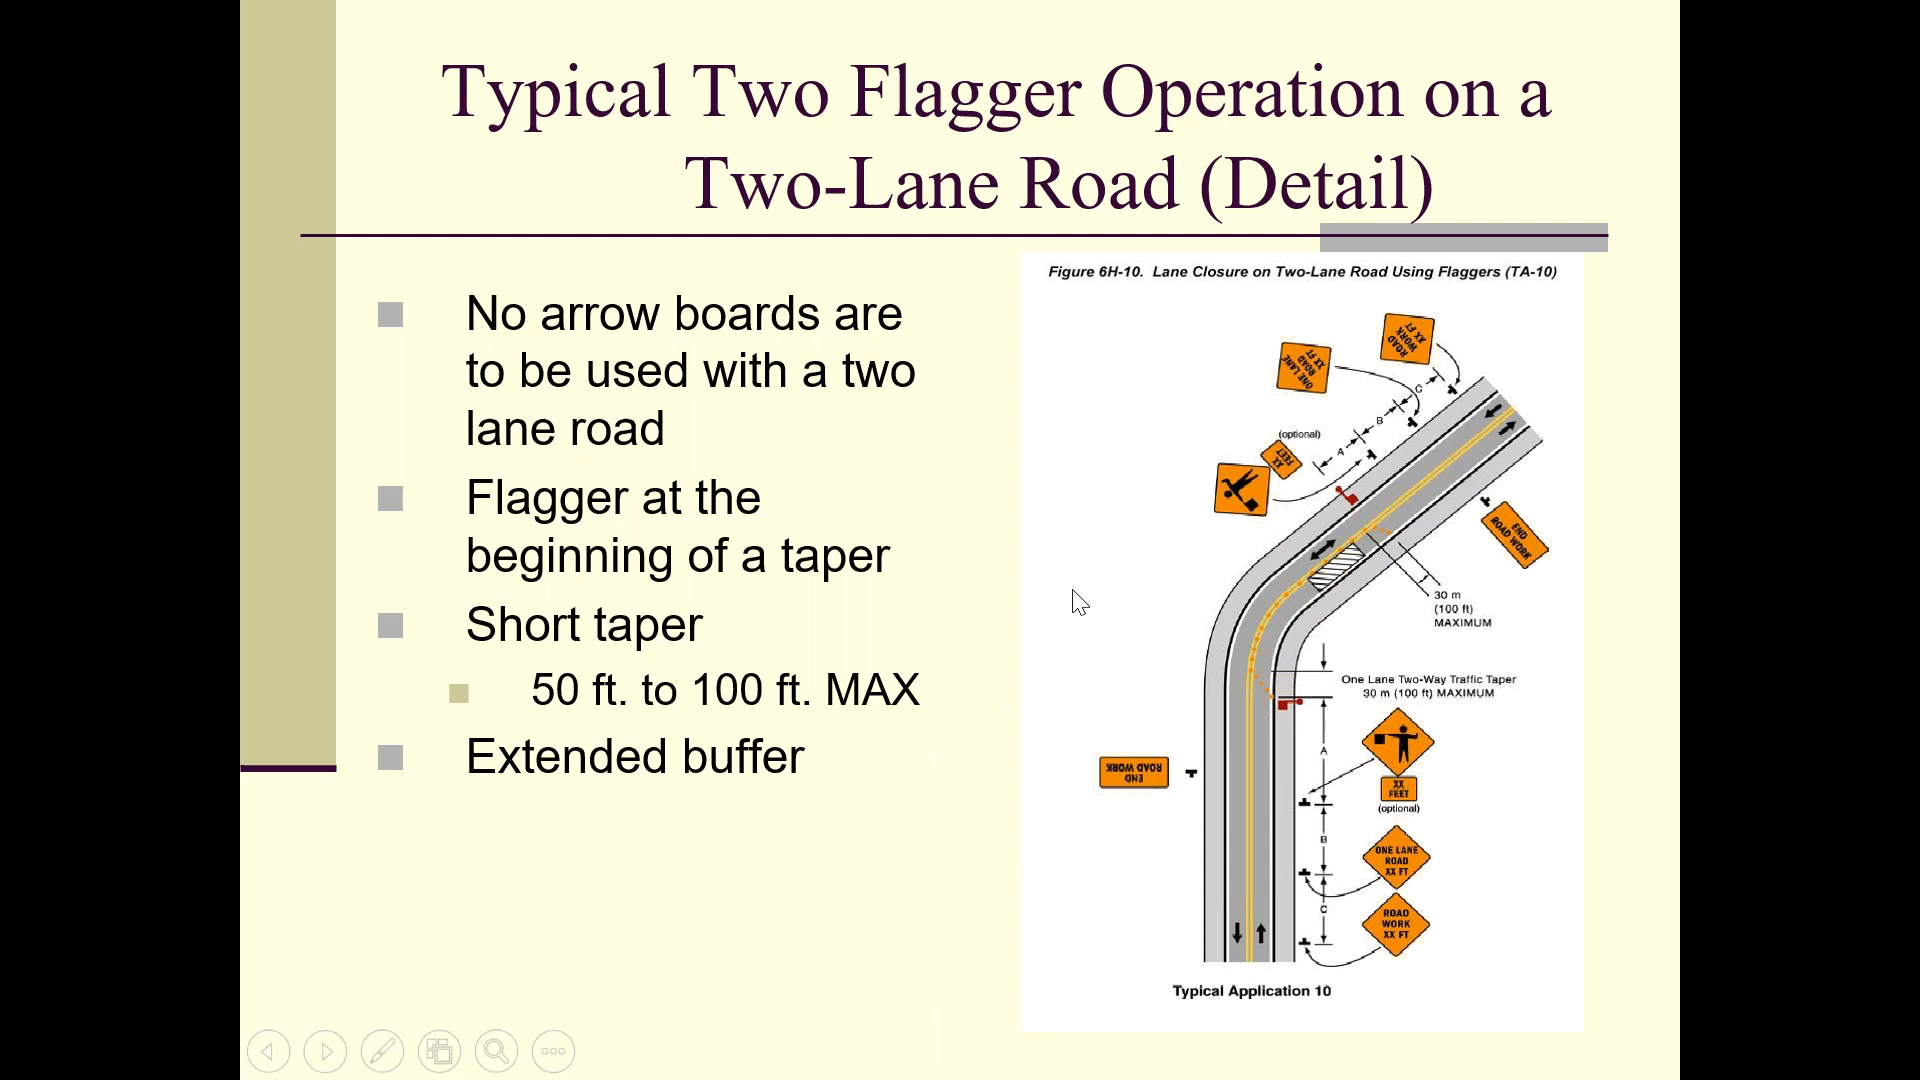 Typical Two Flagger Operation on a
Two-Lane Road (Detail)
No arrow boards are
to be used with a two
lane road
Flagger at the
beginning of a taper
Short taper
50 ft. to 100 ft. MAX
Extended buffer
Figure 6H-10. Lane Closure on Two-Lane Road Using Flaggers (TA-10)
ROAD
WORK
XX FT
ONE LANE
ROAD
XX FT
C
B
(optional)
XX
FEET
A
END
ROAD WORK
30 m
(100 ft)
MAXIMUM
One Lane Two-Way Traffic Taper
30 m (100 ft) MAXIMUM
A
END
ROAD WORK
XX
FEET
(optional)
B
ONE LANE
ROAD
XX FT
C
ROAD
WORK
XX FT
Typical Application 10